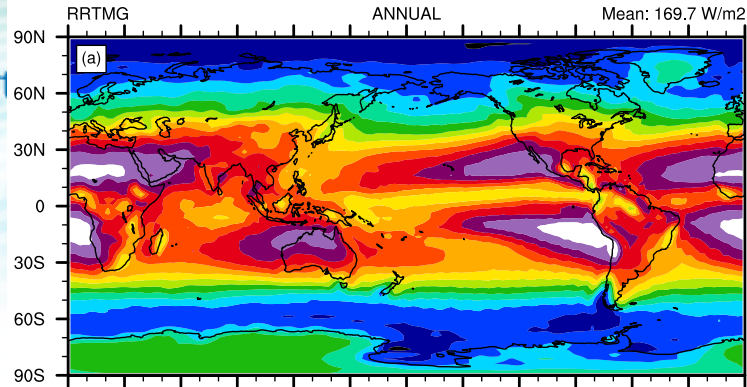 RRTMG ANNUAL Mean: 169.7 W/m2
90N
(a)
60N
30N
0
30S
60S
90S